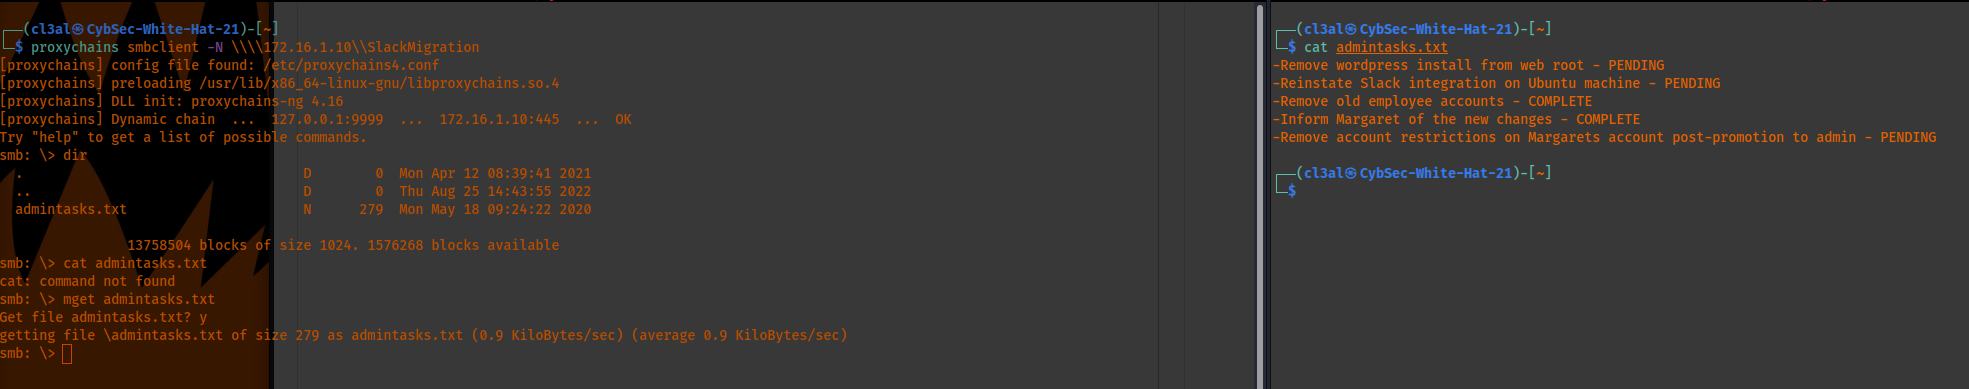 ┌──(cl3al㉿CybSec-White-Hat-21)-[~]
└─$ proxychains smbclient -N \\\\172.16.1.10\\SlackMigration
[proxychains] config file found: /etc/proxychains4.conf
[proxychains] preloading /usr/lib/x86_64-linux-gnu/libproxychains.so.4
[proxychains] DLL init: proxychains-ng 4.16
[proxychains] Dynamic chain  ...  127.0.0.1:9999  ...  172.16.1.10:445  ...  OK
Try "help" to get a list of possible commands.
smb: \> dir
  .                                   D        0  Mon Apr 12 08:39:41 2021
  ..                                  D        0  Thu Aug 25 14:43:55 2022
  admintasks.txt                      N      279  Mon May 18 09:24:22 2020
                13758504 blocks of size 1024. 1576268 blocks available
smb: \> cat admintasks.txt
cat: command not found
smb: \> mget admintasks.txt
Get file admintasks.txt? y
getting file \admintasks.txt of size 279 as admintasks.txt (0.9 KiloBytes/sec) (average 0.9 KiloBytes/sec)
smb: \>
┌──(cl3al㉿CybSec-White-Hat-21)-[~]
└─$ cat admintasks.txt
-Remove wordpress install from web root - PENDING
-Reinstate Slack integration on Ubuntu machine - PENDING
-Remove old employee accounts - COMPLETE
-Inform Margaret of the new changes - COMPLETE
-Remove account restrictions on Margarets account post-promotion to admin - PENDING
┌──(cl3al㉿CybSec-White-Hat-21)-[~]
└─$